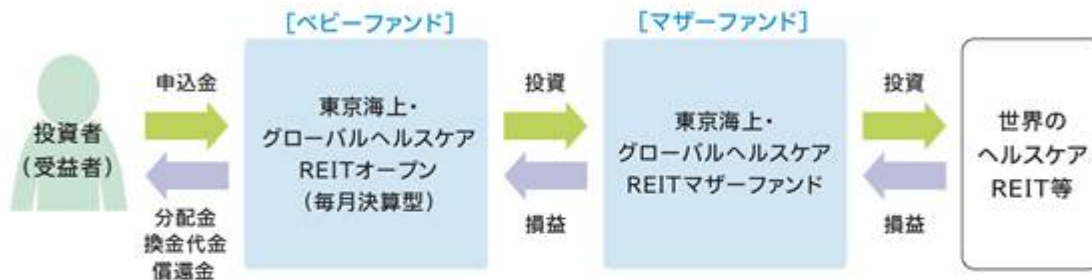 [ベビーファンド]
[マザーファンド]
投資者
(受益者)
申込金
分配金
換金代金
償還金
東京海上・
グローバルヘルスケア
REITオープン
(毎月決算型)
投資
損益
東京海上・
グローバルヘルスケア
REITマザーファンド
投資
損益
世界の
ヘルスケア
REIT等